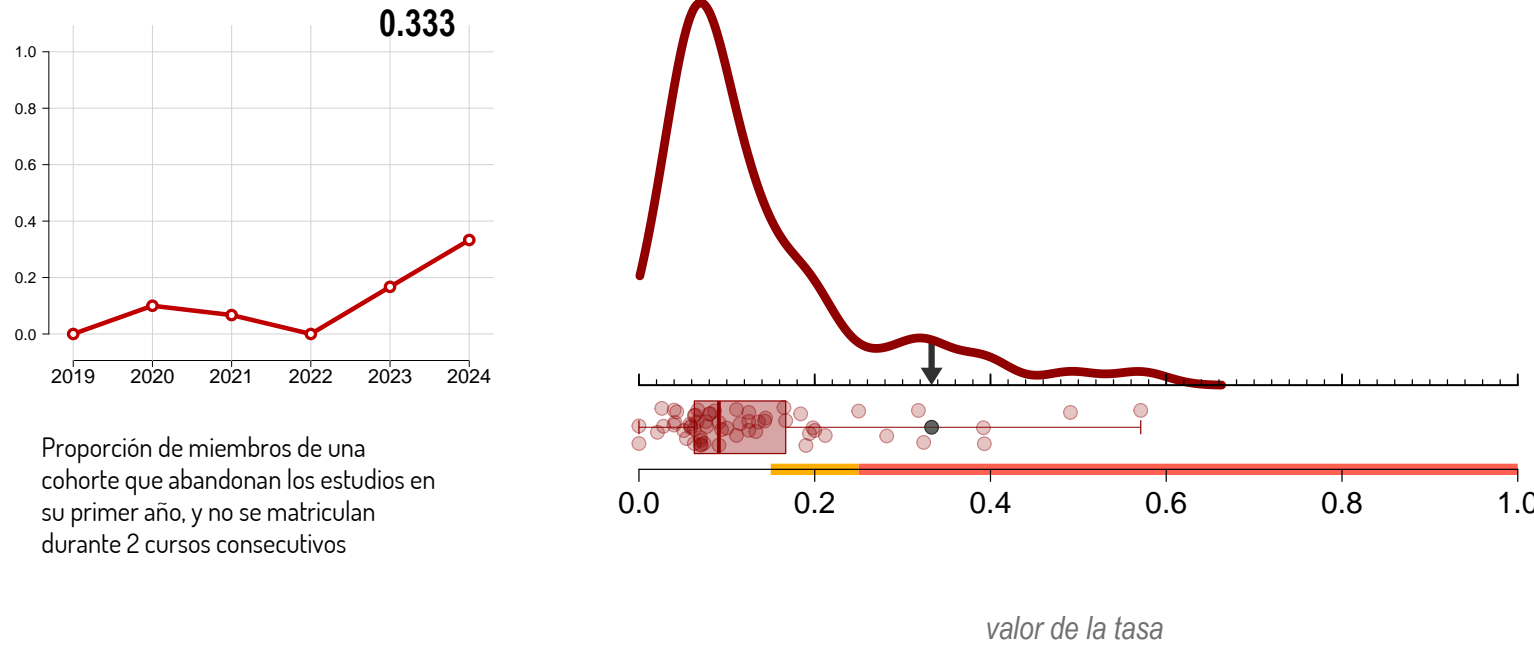 0.333
1.0
0.8
0.6
0.4
0.2
0.0
2019 2020 2021 2022 2023 2024
Proporción de miembros de una
cohorte que abandonan los estudios en
su primer año, y no se matriculan
durante 2 cursos consecutivos
0.0 0.2 0.4 0.6 0.8 1.0
valor de la tasa